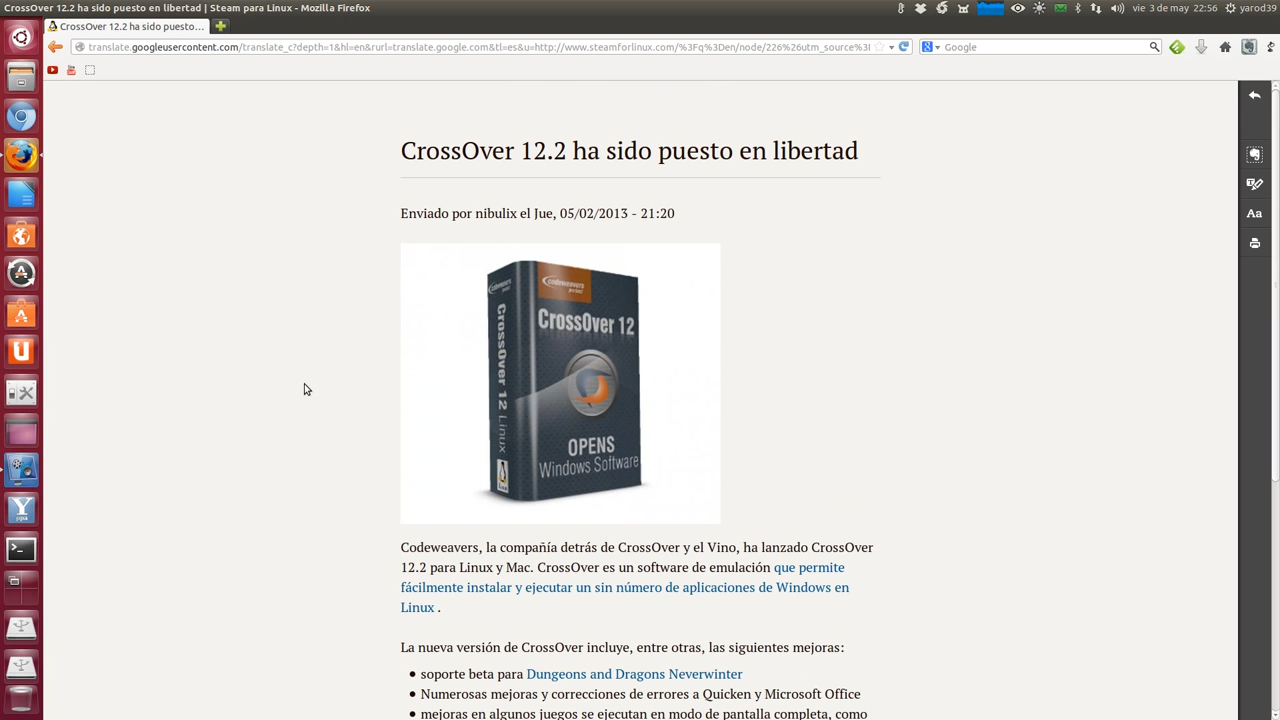 CrossOver 12.2 ha sido puesto en libertad | Steam para Linux - Mozilla Firefox
vie 3 de may 22:56 yarod39
CrossOver 12.2 ha sido puesto...
translate.googleusercontent.com/translate_c?depth=1&hl=en&rurl=translate.google.com&tl=es&u=http://www.steamforlinux.com/%3Fq%3Den/node/226%26utm_source%3I
Google
Aa
CrossOver 12.2 ha sido puesto en libertad
Enviado por nibulix el Jue, 05/02/2013 - 21:20
codeweavers
CrossOver 12
CrossOver 12 Linux
OPENS
Windows Software
Codeweavers, la compañía detrás de CrossOver y el Vino, ha lanzado CrossOver
12.2 para Linux y Mac. CrossOver es un software de emulación que permite
fácilmente instalar y ejecutar un sin número de aplicaciones de Windows en
Linux .
La nueva versión de CrossOver incluye, entre otras, las siguientes mejoras:
• soporte beta para Dungeons and Dragons Neverwinter
• Numerosas mejoras y correcciones de errores a Quicken y Microsoft Office
• mejoras en algunos juegos se ejecutan en modo de pantalla completa, como